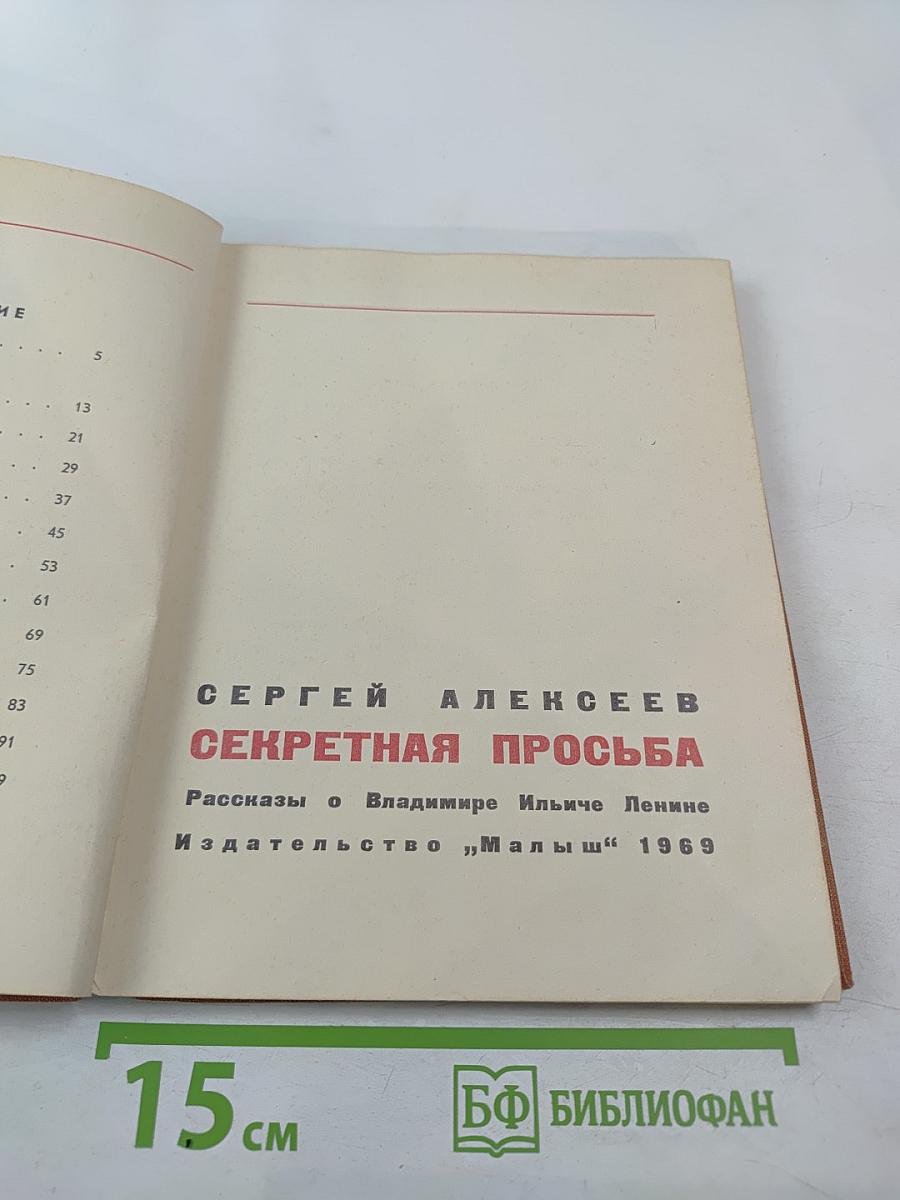 5
13
21
29
37
45
53
61
69
75
83
91
9
СЕРГЕЙ АЛЕКСЕЕВ
СЕКРЕТНАЯ ПРОСЬБА
Рассказы о Владимире Ильиче Ленине
Издательство „Малыш“ 1969
15 см
БФ БИБЛИОФАН